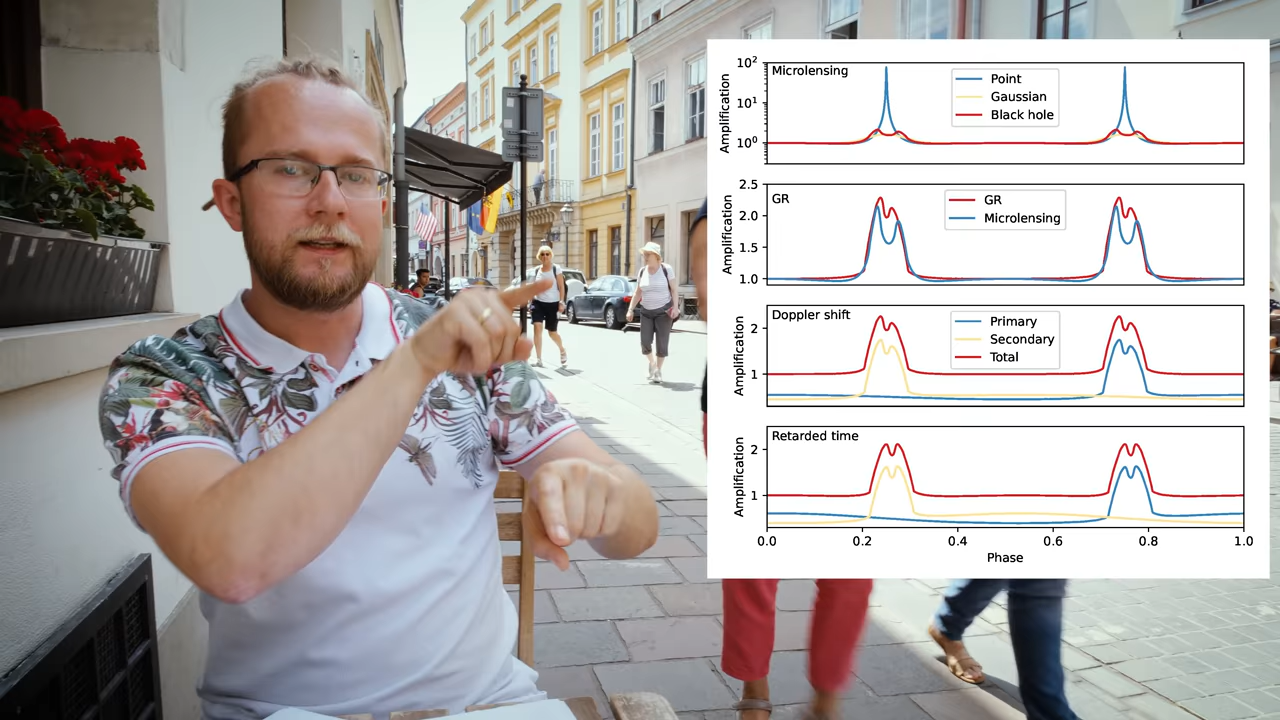 Microlensing
Point
Gaussian
Black hole
Amplification
10²
10¹
10⁰
GR
GR
Microlensing
Amplification
2.5
2.0
1.5
1.0
Doppler shift
Primary
Secondary
Total
Amplification
2
1
Retarded time
Amplification
2
1
0.0 0.2 0.4 0.6 0.8 1.0
Phase